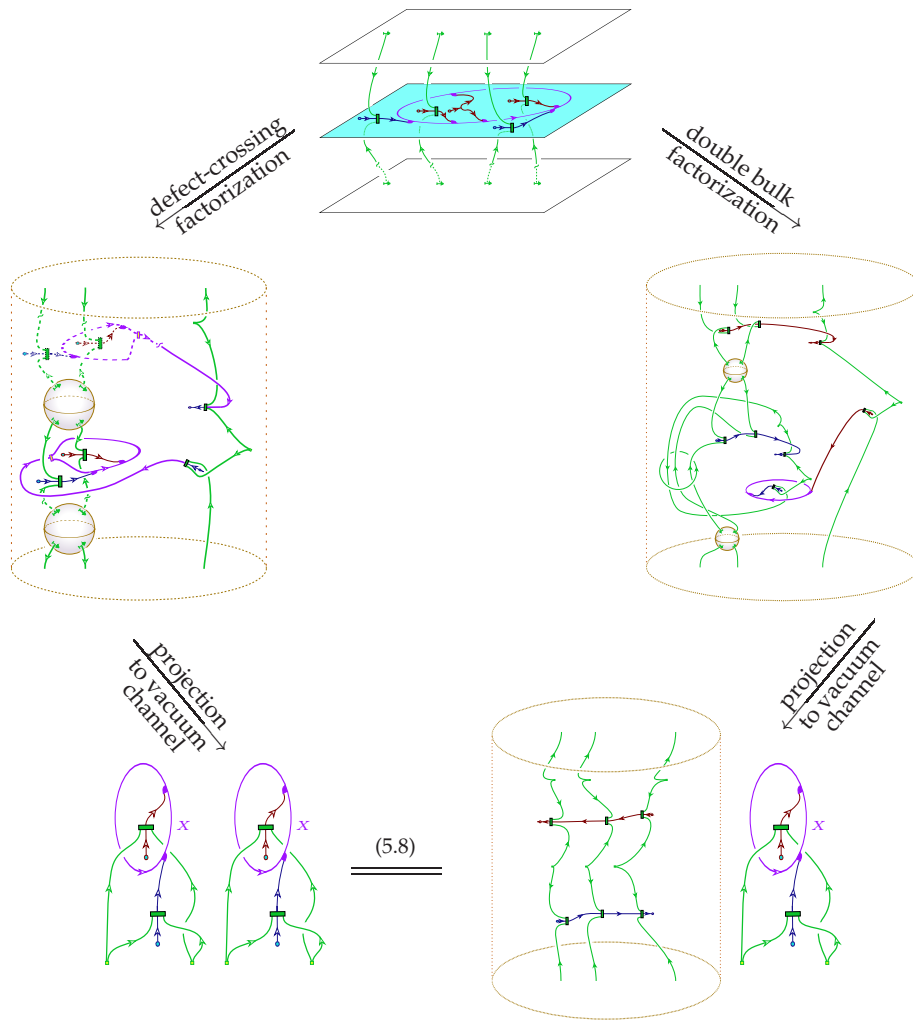 defect-crossing
factorization
double bulk
factorization
projection
to vacuum
channel
projection
to vacuum
channel
X
X
(5.8)
X